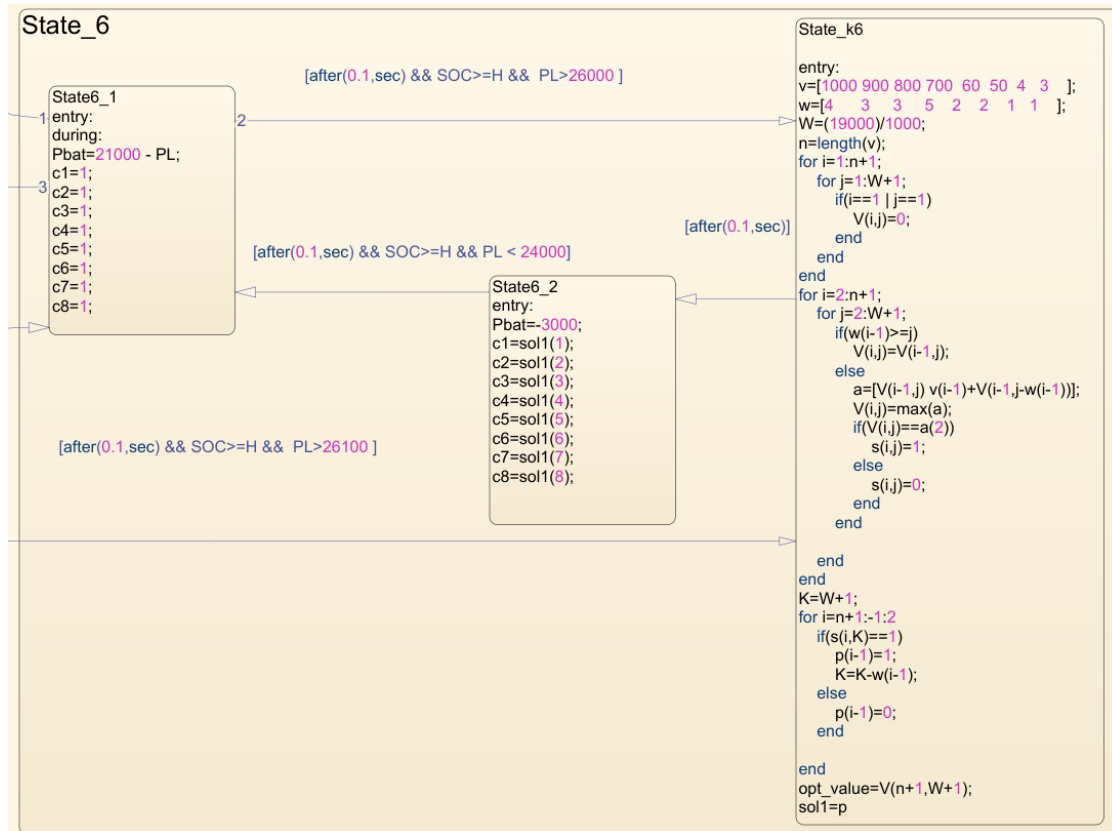 State_6
[after(0.1,sec) && SOC>=H && PL>26000 ]
1
2
3
State6_1
entry:
during:
Pbat=21000 - PL;
c1=1;
c2=1;
c3=1;
c4=1;
c5=1;
c6=1;
c7=1;
c8=1;
[after(0.1,sec) && SOC>=H && PL < 24000]
[after(0.1,sec)]
State6_2
entry:
Pbat=-3000;
c1=sol1(1);
c2=sol1(2);
c3=sol1(3);
c4=sol1(4);
c5=sol1(5);
c6=sol1(6);
c7=sol1(7);
c8=sol1(8);
[after(0.1,sec) && SOC>=H && PL>26100 ]
State_k6
entry:
v=[1000 900 800 700 60 50 4 3 ];
w=[4 3 3 5 2 2 1 1 ];
W=(19000)/1000;
n=length(v);
for i=1:n+1;
for j=1:W+1;
if(i==1 | j==1)
V(i,j)=0;
end
end
end
for i=2:n+1;
for j=2:W+1;
if(w(i-1)>=j)
V(i,j)=V(i-1,j);
else
a=[V(i-1,j) v(i-1)+V(i-1,j-w(i-1))];
V(i,j)=max(a);
if(V(i,j)==a(2))
s(i,j)=1;
else
s(i,j)=0;
end
end
end
end
K=W+1;
for i=n+1:-1:2
if(s(i,K)==1)
p(i-1)=1;
K=K-w(i-1);
else
p(i-1)=0;
end
end
opt_value=V(n+1,W+1);
sol1=p